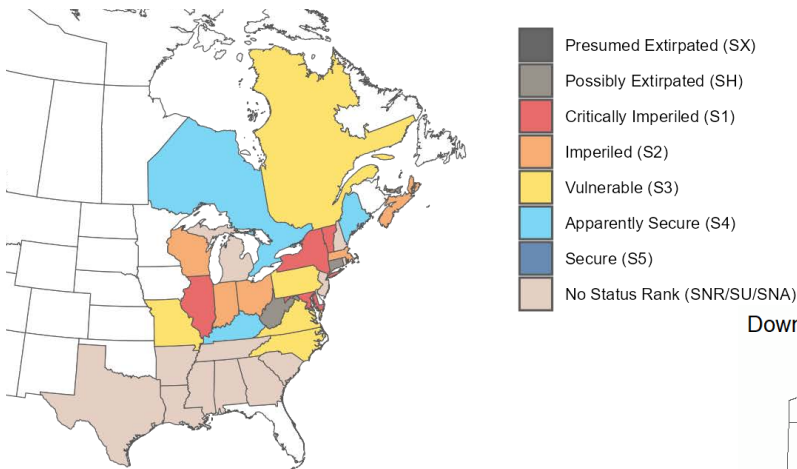 Presumed Extirpated (SX)
Possibly Extirpated (SH)
Critically Imperiled (S1)
Imperiled (S2)
Vulnerable (S3)
Apparently Secure (S4)
Secure (S5)
No Status Rank (SNR/SU/SNA)
Down